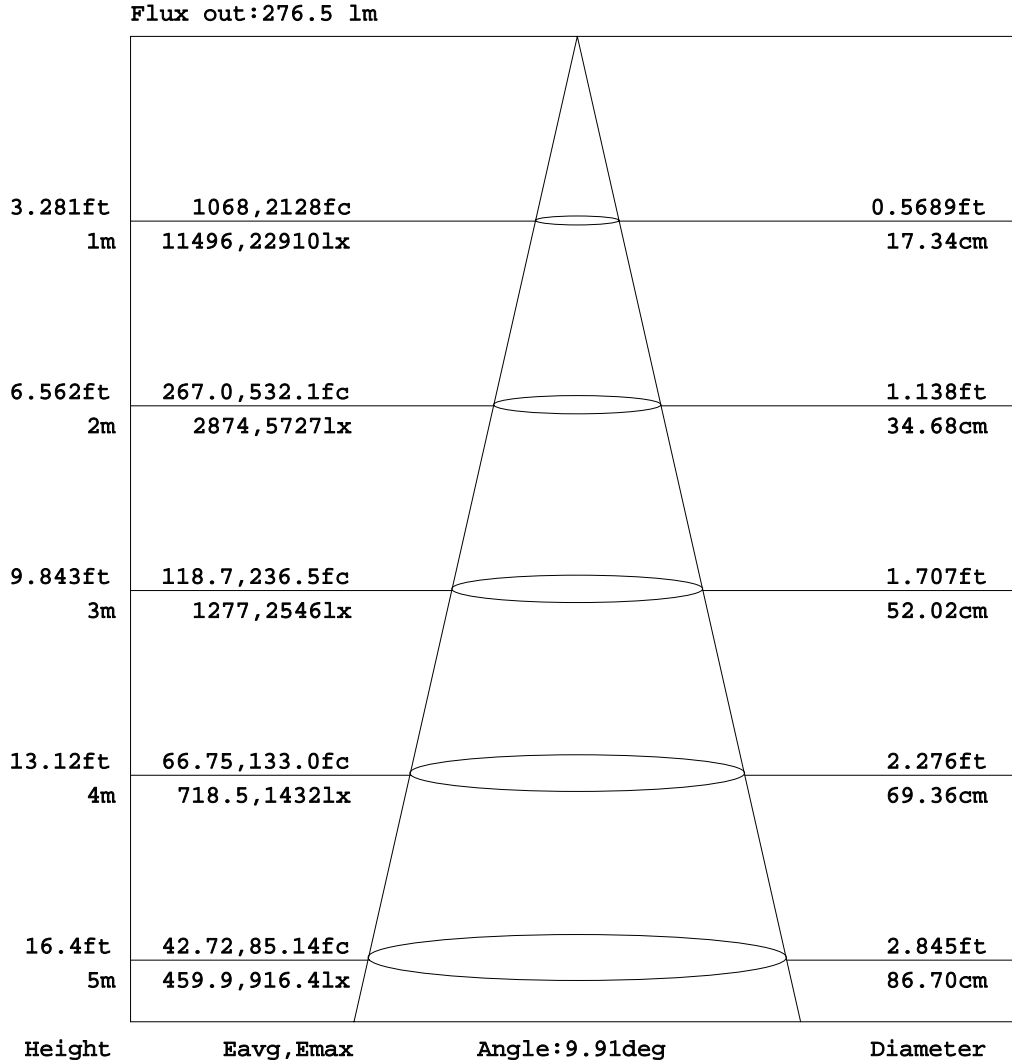 Flux out:276.5 lm
3.281ft 1068,2128fc 0.5689ft
1m 11496,22910lx 17.34cm
6.562ft 267.0,532.1fc 1.138ft
2m 2874,5727lx 34.68cm
9.843ft 118.7,236.5fc 1.707ft
3m 1277,2546lx 52.02cm
13.12ft 66.75,133.0fc 2.276ft
4m 718.5,1432lx 69.36cm
16.4ft 42.72,85.14fc 2.845ft
5m 459.9,916.4lx 86.70cm
Height Eavg,Emax Angle:9.91deg Diameter